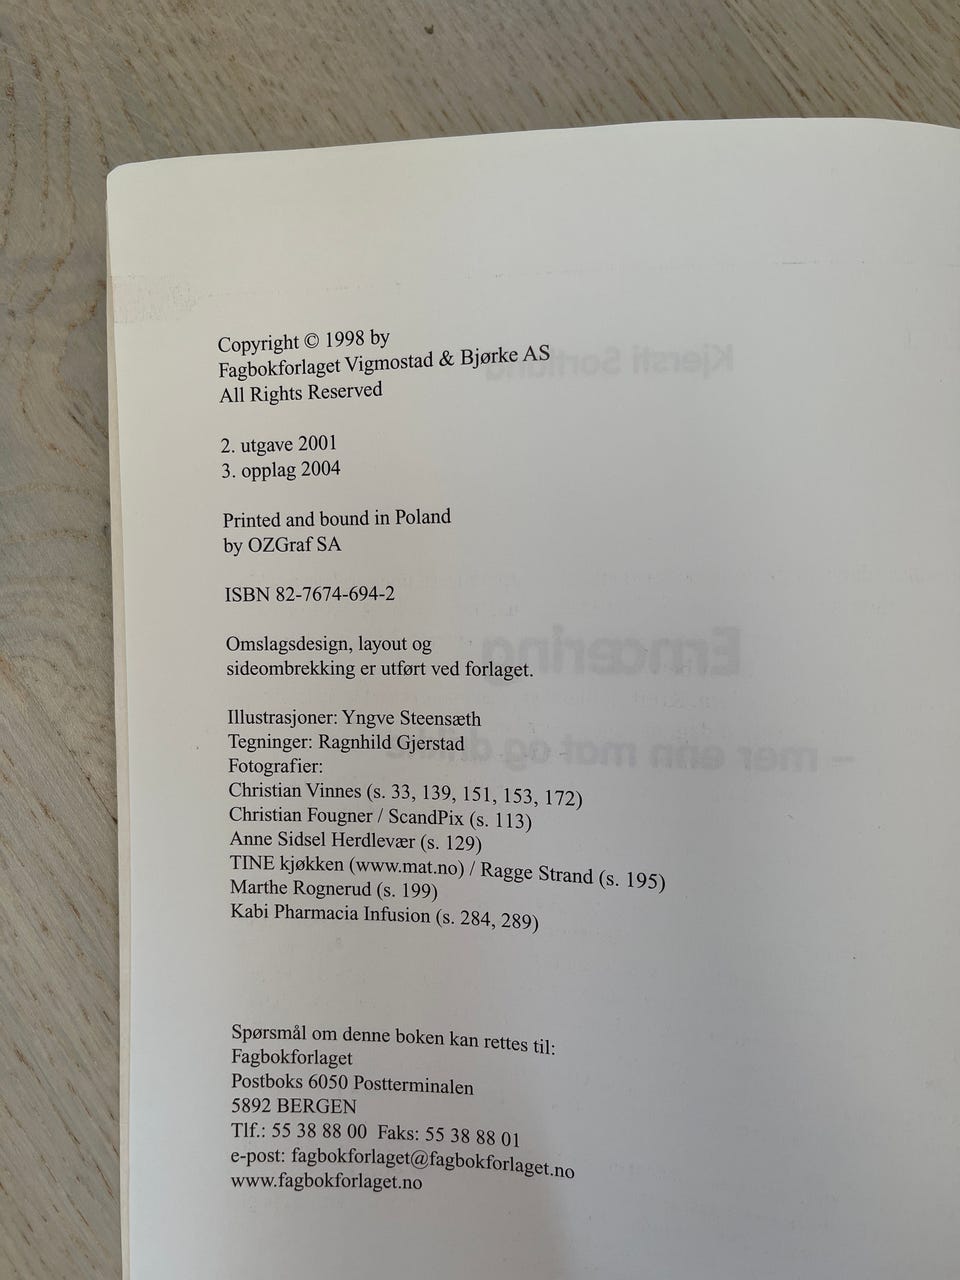 Copyright © 1998 by
Fagbokforlaget Vigmostad & Bjørke AS
All Rights Reserved
2. utgave 2001
3. opplag 2004
Printed and bound in Poland
by OZGraf SA
ISBN 82-7674-694-2
Omslagsdesign, layout og
sideombrekking er utført ved forlaget.
Illustrasjoner: Yngve Steensæth
Tegninger: Ragnhild Gjerstad
Fotografier:
Christian Vinnes (s. 33, 139, 151, 153, 172)
Christian Fougner / ScandPix (s. 113)
Anne Sidsel Herdlevær (s. 129)
TINE kjøkken (www.mat.no) / Ragge Strand (s. 195)
Marthe Rognerud (s. 199)
Kabi Pharmacia Infusion (s. 284, 289)
Spørsmål om denne boken kan rettes til:
Fagbokforlaget
Postboks 6050 Postterminalen
5892 BERGEN
Tlf.: 55 38 88 00  Faks: 55 38 88 01
e-post: fagbokforlaget@fagbokforlaget.no
www.fagbokforlaget.no